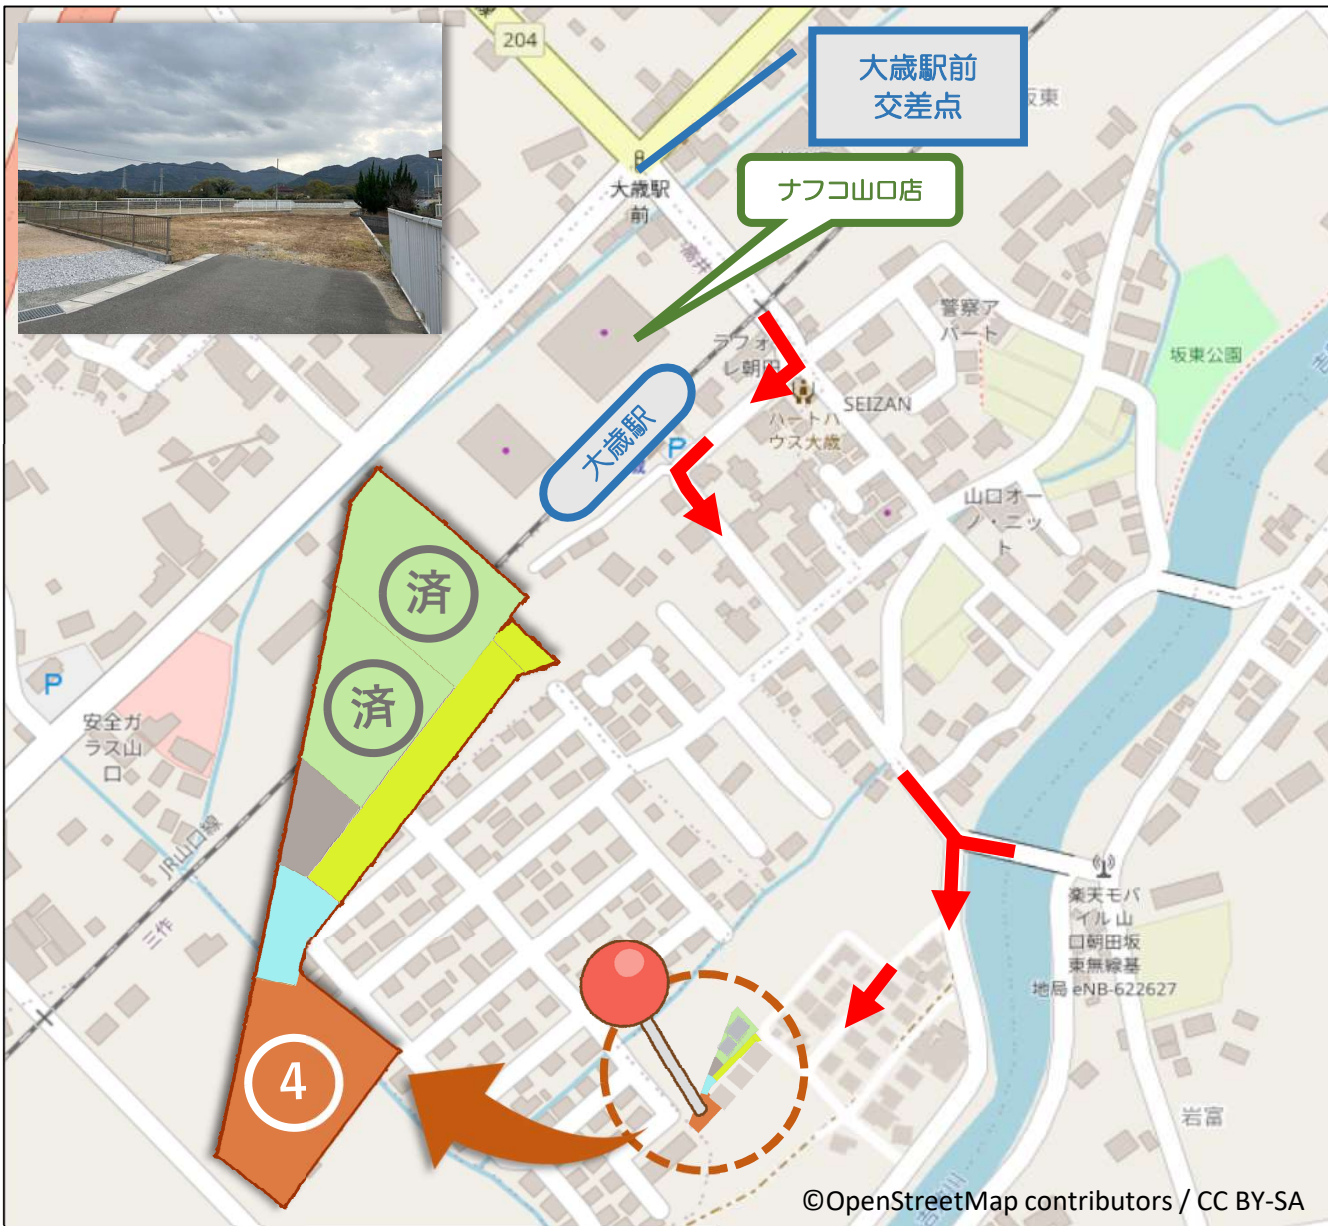 204
大歳駅前
交差点
坂東
ナフコ山口店
大歳駅
前
高井
警察ア
パート
坂東公園
ラフォ
レ朝田
SEIZAN
ハートハ
ウス大歳
大歳駅
P
山口オー
ノ・ニッ
ト
済
済
P
安全ガ
ラス山
口
JR山口線
三作
楽天モバ
イル 山
口朝田坂
東無線基
地局 eNB-622627
4
岩富
©OpenStreetMap contributors / CC BY-SA